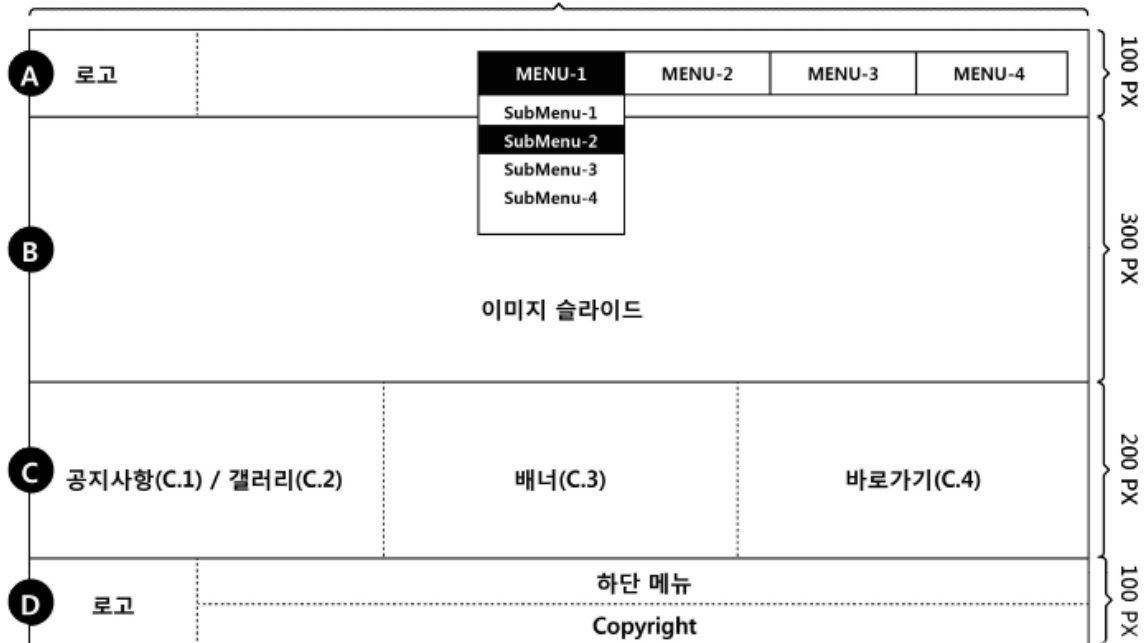 A
로고
MENU-1 MENU-2 MENU-3 MENU-4
100 PX
SubMenu-1
SubMenu-2
SubMenu-3
SubMenu-4
B
300 PX
이미지 슬라이드
C
공지사항(C.1) / 갤러리(C.2) 배너(C.3) 바로가기(C.4)
200 PX
D
로고
하단 메뉴
Copyright
100 PX